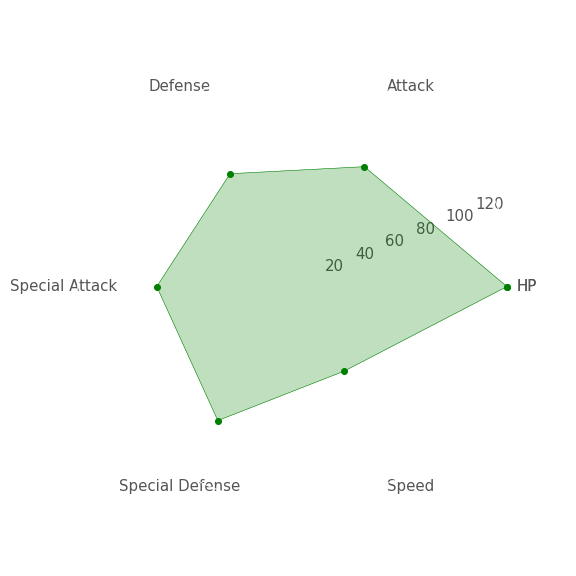 Defense
Attack
120
100
80
60
40
20
Special Attack
HP
Special Defense
Speed